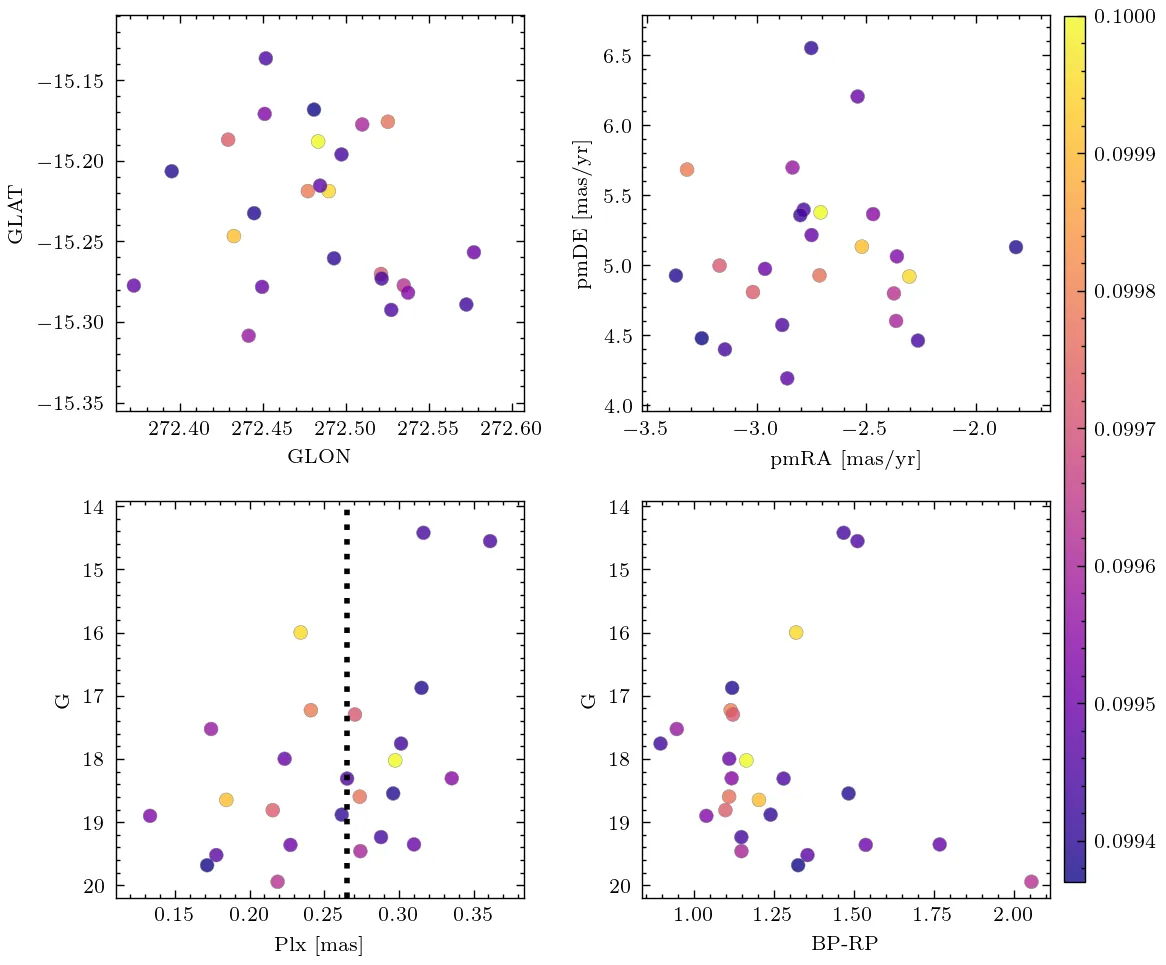 −15.15
−15.20
−15.25
−15.30
−15.35
GLAT
272.40 272.45 272.50 272.55 272.60
GLON
6.5
6.0
5.5
5.0
4.5
4.0
pmDE [mas/yr]
−3.5 −3.0 −2.5 −2.0
pmRA [mas/yr]
0.1000
0.0999
0.0998
0.0997
0.0996
0.0995
0.0994
14
15
16
17
18
19
20
G
0.15 0.20 0.25 0.30 0.35
Plx [mas]
14
15
16
17
18
19
20
G
1.00 1.25 1.50 1.75 2.00
BP-RP